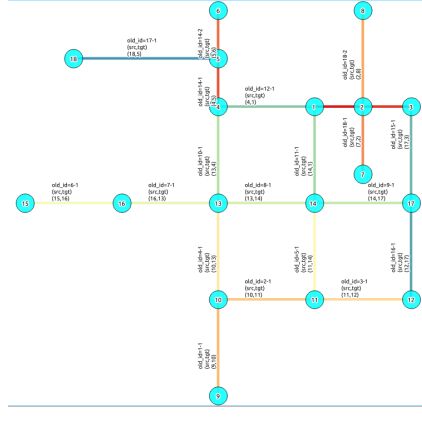 6
8
old_id=14-2
(src,tgt)
(5,6)
old_id=17-1
(src,tgt)
(18,5)
18
5
old_id=18-2
(src,tgt)
(2,8)
old_id=14-1
(src,tgt)
(4,5)
old_id=12-1
(src,tgt)
(4,1)
4
1
2
3
old_id=10-1
(src,tgt)
(13,4)
old_id=11-1
(src,tgt)
(14,1)
old_id=18-1
(src,tgt)
(7,2)
old_id=15-1
(src,tgt)
(17,3)
7
old_id=6-1
(src,tgt)
(15,16)
old_id=7-1
(src,tgt)
(16,13)
old_id=8-1
(src,tgt)
(13,14)
old_id=9-1
(src,tgt)
(14,17)
15
16
13
14
17
old_id=4-1
(src,tgt)
(10,13)
old_id=5-1
(src,tgt)
(11,14)
old_id=16-1
(src,tgt)
(12,17)
old_id=2-1
(src,tgt)
(10,11)
old_id=3-1
(src,tgt)
(11,12)
10
11
12
old_id=1-1
(src,tgt)
(9,10)
9